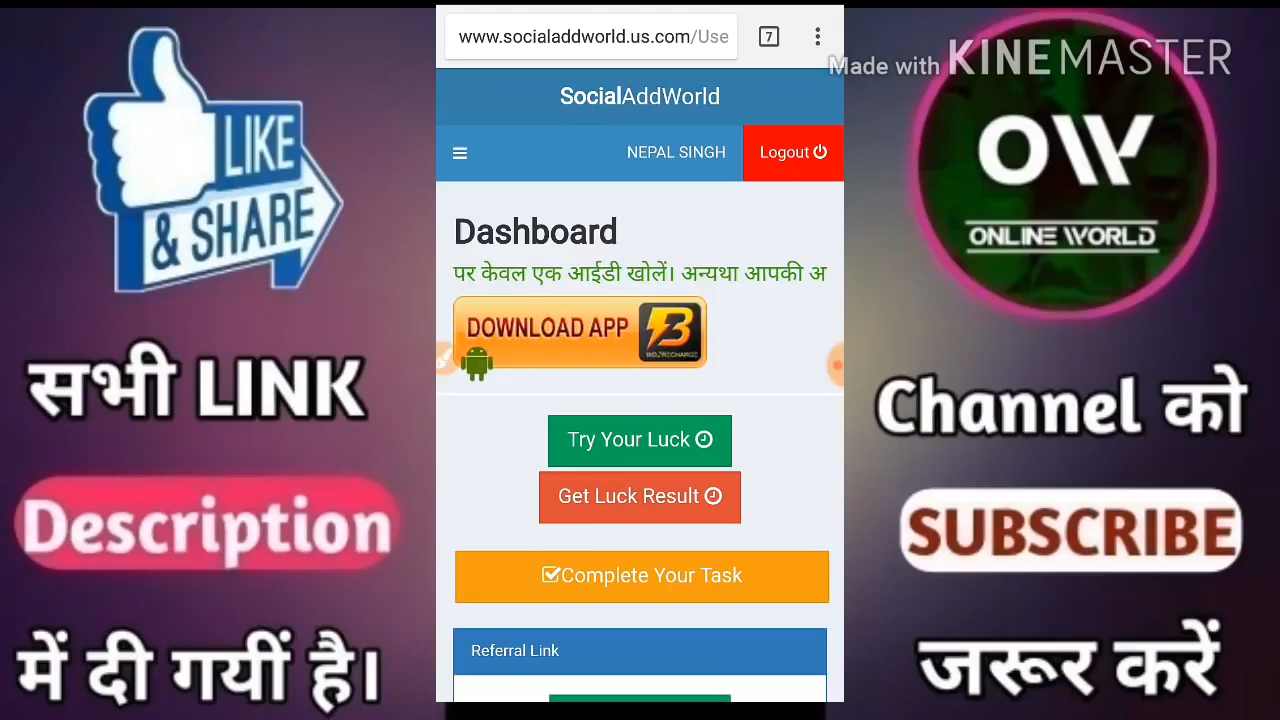 LIKE
& SHARE
सभी LINK
Description
में दी गयीं है।
www.socialaddworld.us.com/Use
7
SocialAddWorld
NEPAL SINGH
Logout
Dashboard
पर केवल एक आईडी खोलें। अन्यथा आपकी अ
DOWNLOAD APP
B
Try Your Luck
Get Luck Result
Complete Your Task
Referral Link
Made with KINEMASTER
OW
ONLINE WORLD
Channel को
SUBSCRIBE
जरूर करें